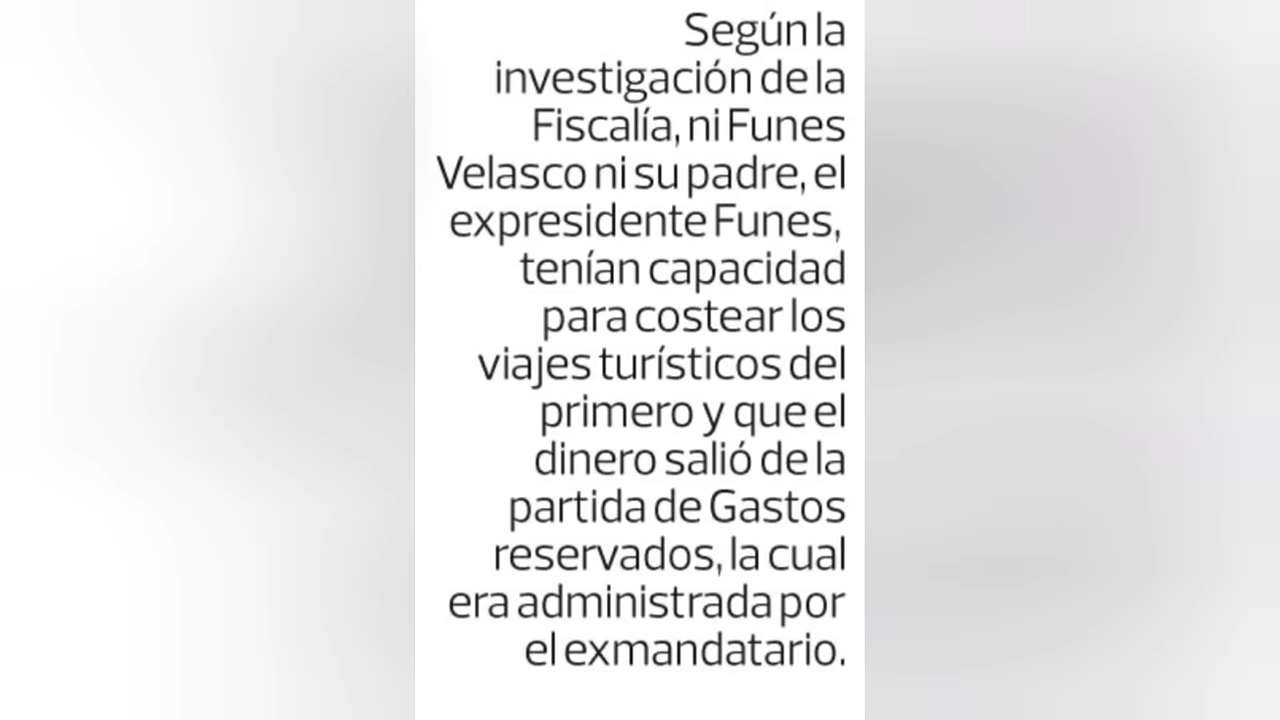 Según la
investigación de la
Fiscalía, ni Funes
Velasco ni su padre, el
expresidente Funes,
tenían capacidad
para costear los
viajes turísticos del
primero y que el
dinero salió de la
partida de Gastos
reservados, la cual
era administrada por
el exmandatario.